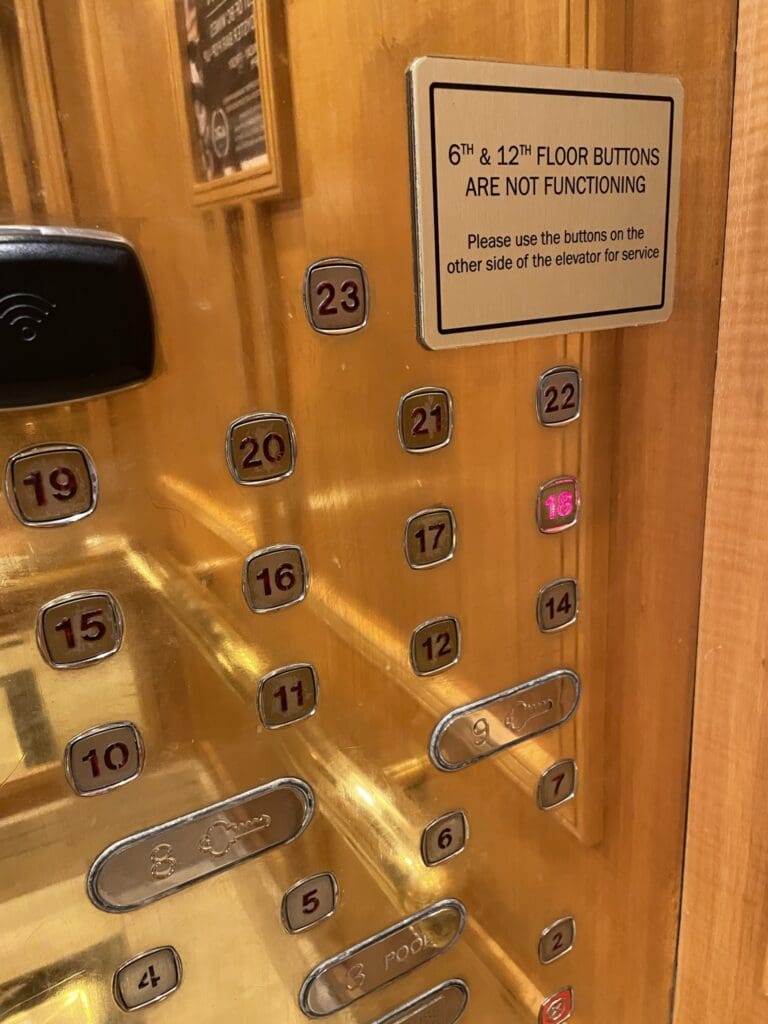 6TH & 12TH FLOOR BUTTONS
ARE NOT FUNCTIONING
Please use the buttons on the
other side of the elevator for service
23
19 20 21 22
15 16 17 18
10 11 12 14
8 9
4 5 6 7
3 POOL 2